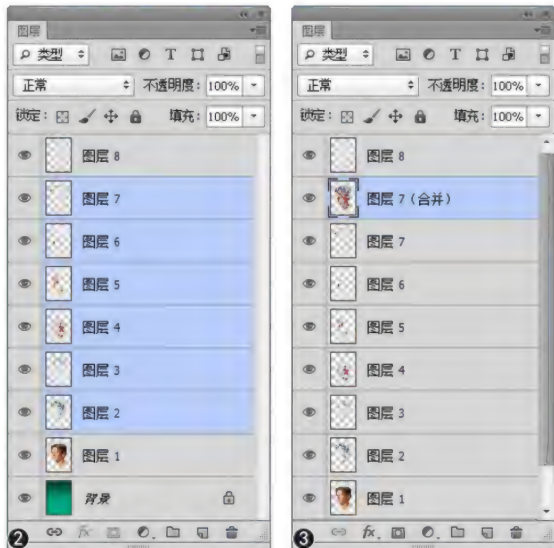 图层
类型
T
正常
不透明度: 100%
锁定:
填充: 100%
图层 8
图层 7
图层 6
图层 5
图层 4
图层 3
图层 2
图层 1
背景
fx
2
图层
类型
T
正常
不透明度: 100%
锁定:
填充: 100%
图层 8
图层 7（合并）
图层 7
图层 6
图层 5
图层 4
图层 3
图层 2
图层 1
fx
3